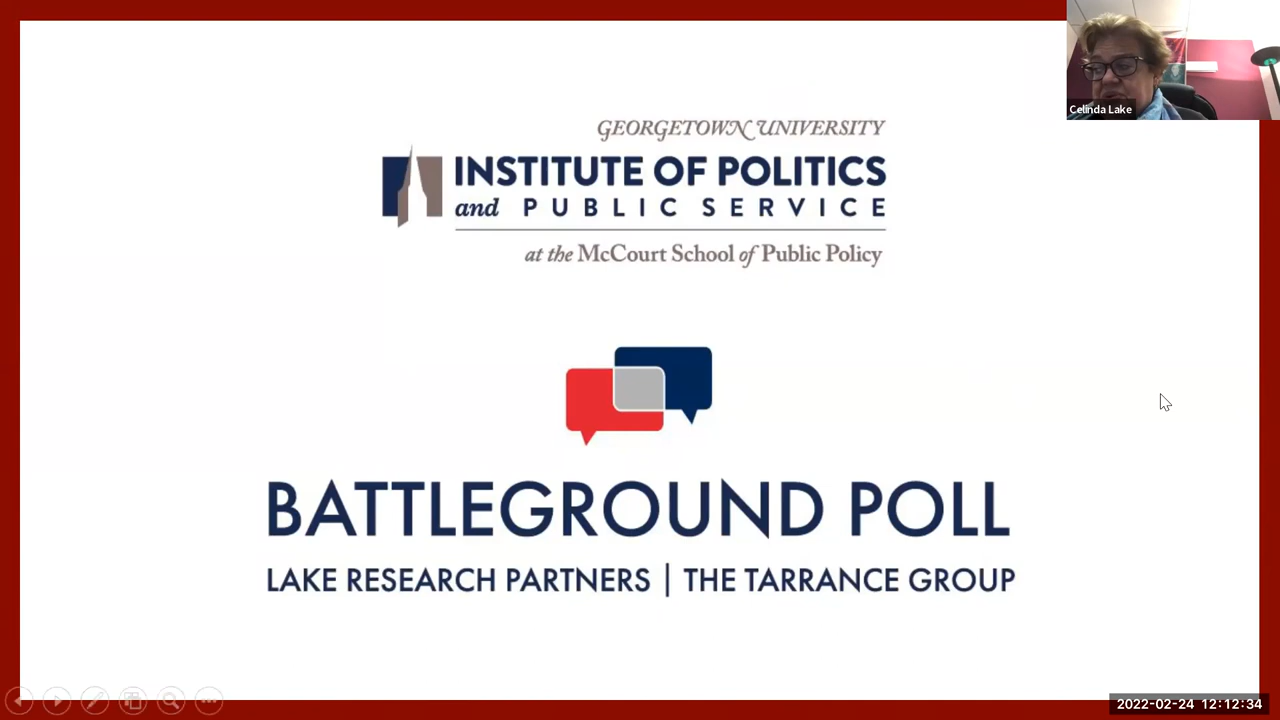 Celinda Lake
GEORGETOWN UNIVERSITY
INSTITUTE OF POLITICS
and PUBLIC SERVICE
at the McCourt School of Public Policy
BATTLEGROUND POLL
LAKE RESEARCH PARTNERS | THE TARRANCE GROUP
2022-02-24 12:12:34